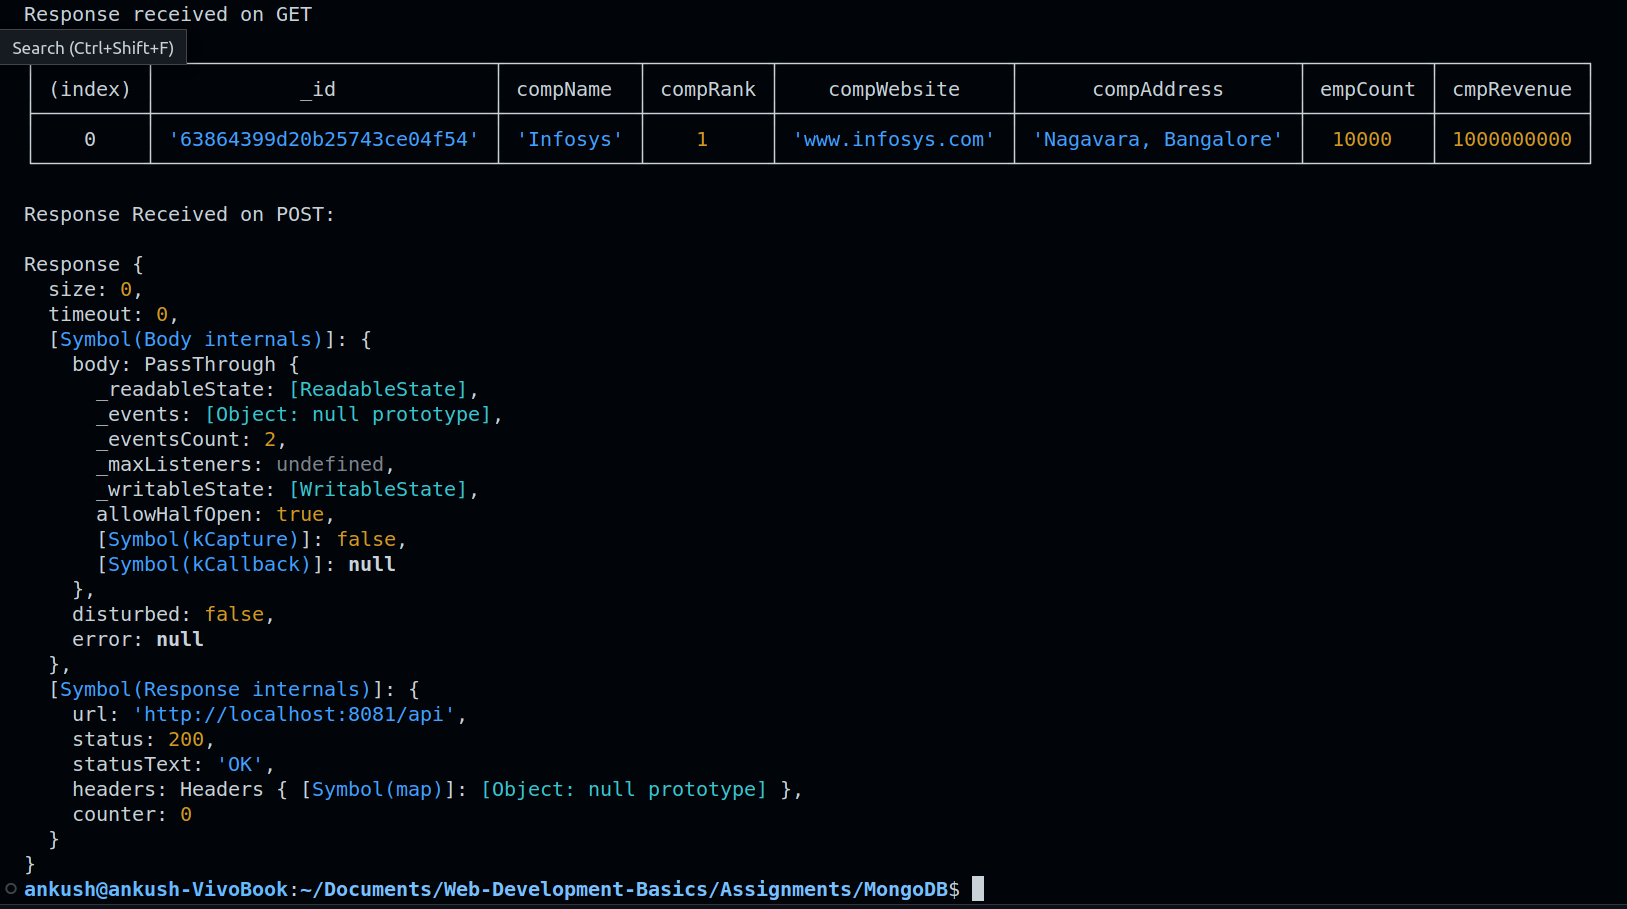 Response received on GET
Search (Ctrl+Shift+F)
(index) _id compName compRank compWebsite compAddress empCount cmpRevenue
0 '63864399d20b25743ce04f54' 'Infosys' 1 'www.infosys.com' 'Nagavara, Bangalore' 10000 1000000000
Response Received on POST:
Response {
size: 0,
timeout: 0,
[Symbol(Body internals)]: {
body: PassThrough {
_readableState: [ReadableState],
_events: [Object: null prototype],
_eventsCount: 2,
_maxListeners: undefined,
_writableState: [WritableState],
allowHalfOpen: true,
[Symbol(kCapture)]: false,
[Symbol(kCallback)]: null
},
disturbed: false,
error: null
},
[Symbol(Response internals)]: {
url: 'http://localhost:8081/api',
status: 200,
statusText: 'OK',
headers: Headers { [Symbol(map)]: [Object: null prototype] },
counter: 0
}
}
ankush@ankush-VivoBook:~/Documents/Web-Development-Basics/Assignments/MongoDB$